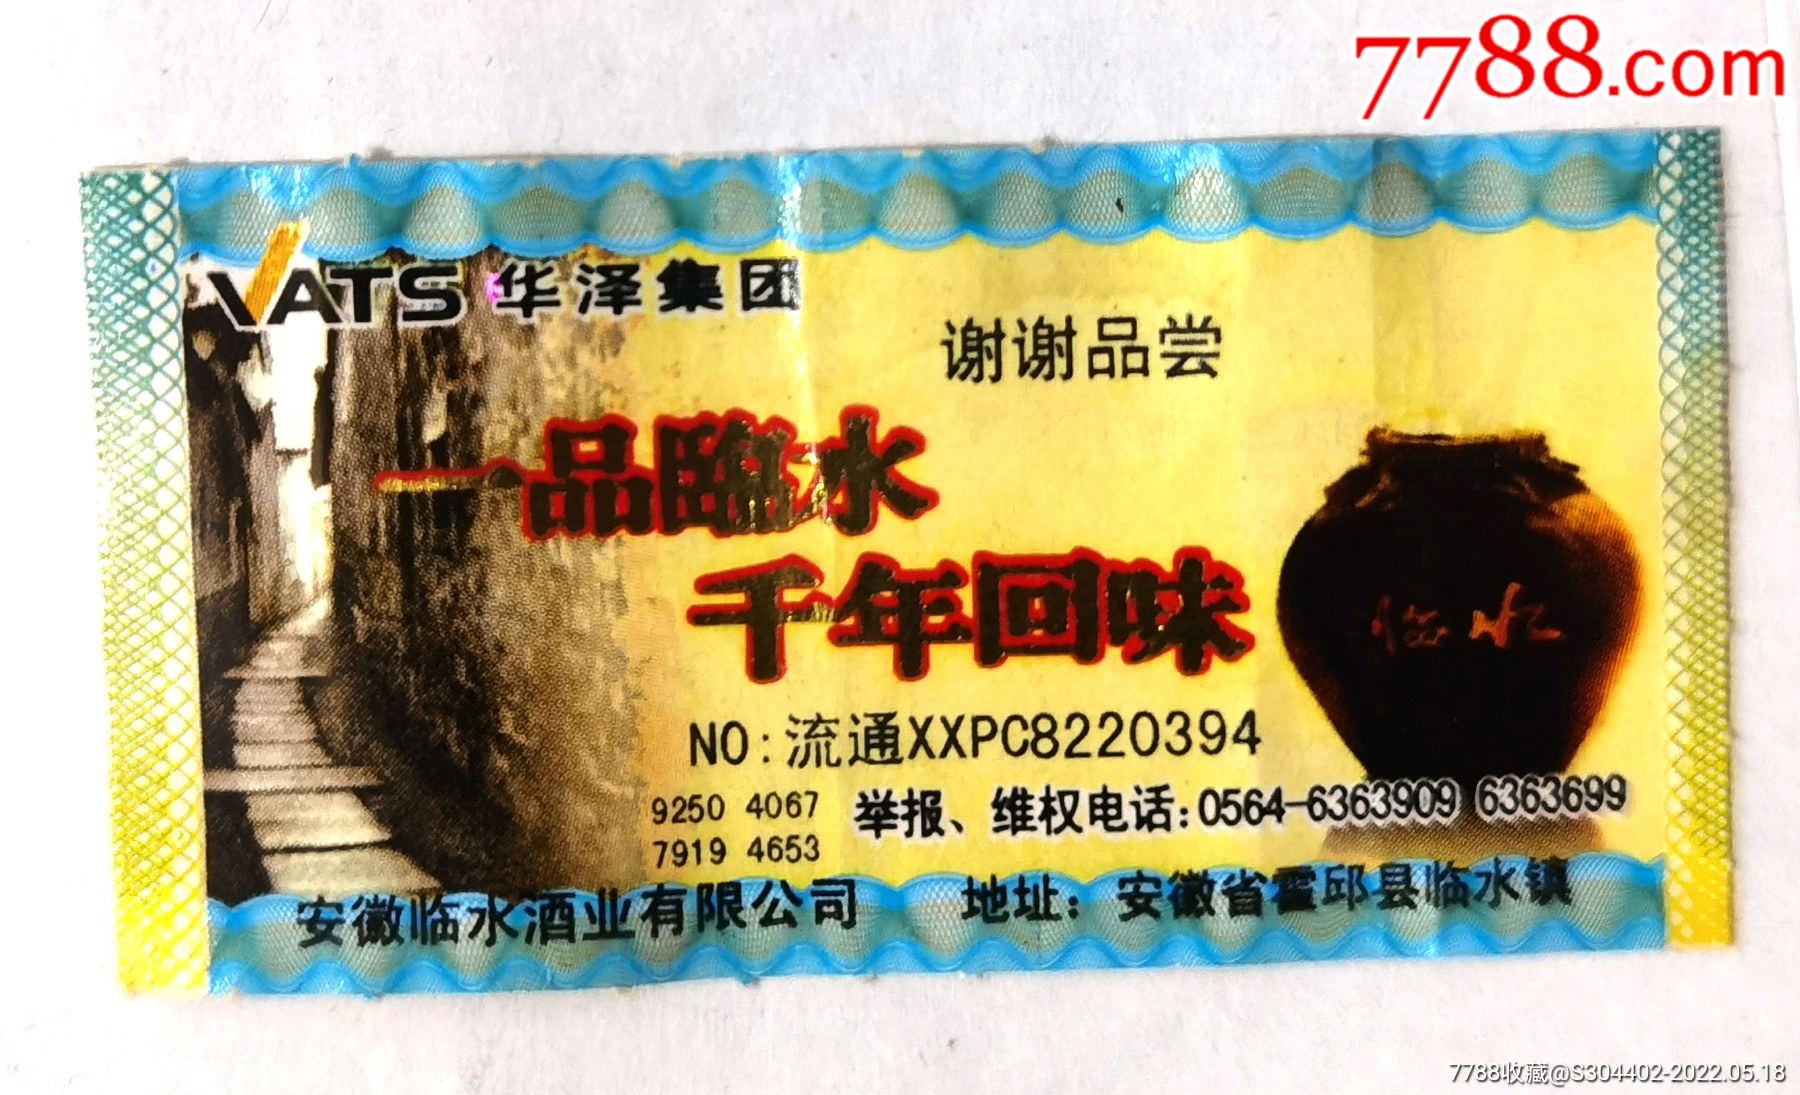 7788.com
VATS 华泽集团
谢谢品尝
一品臨水
千年回味
临水
NO:流通XXPC8220394
9250 4067
7919 4653
举报、维权电话:0564-6363909 6363699
安徽临水酒业有限公司 地址：安徽省霍邱县临水镇
7788收藏@S304402-2022.05.18